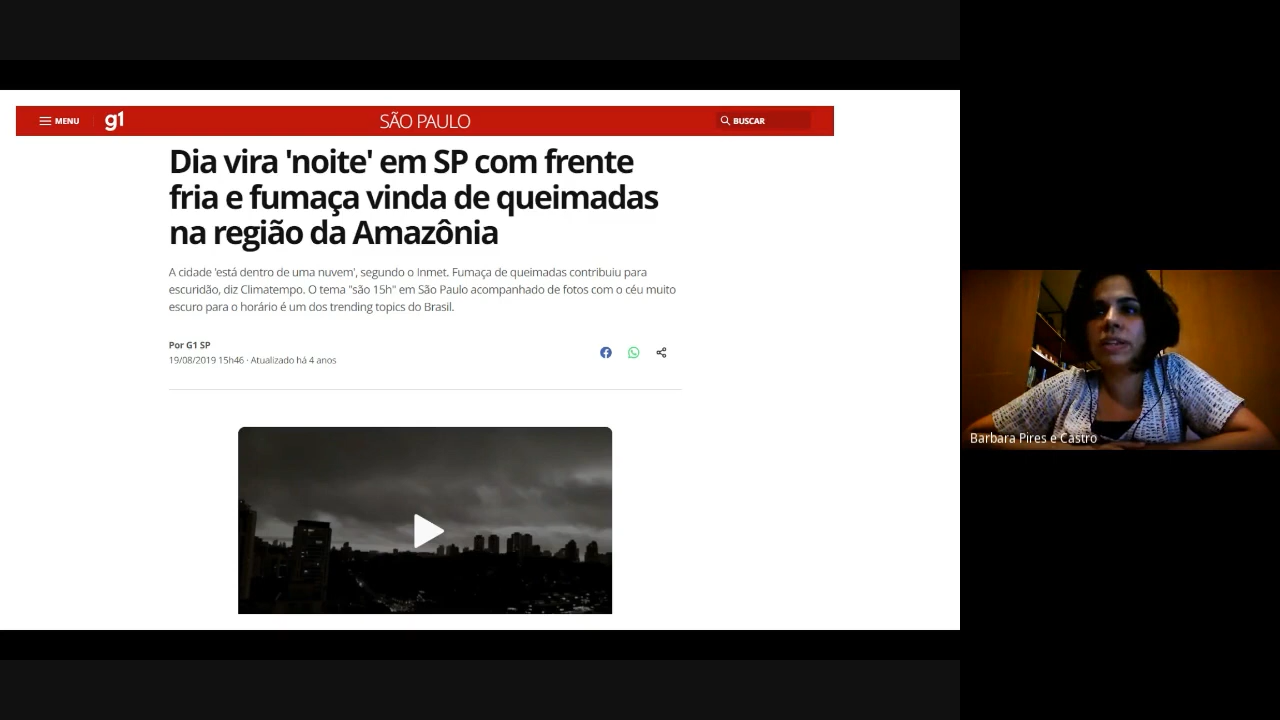 MENU
g1
SÃO PAULO
BUSCAR
Dia vira 'noite' em SP com frente
fria e fumaça vinda de queimadas
na região da Amazônia
A cidade 'está dentro de uma nuvem', segundo o Inmet. Fumaça de queimadas contribuiu para
escuridão, diz Climatempo. O tema "são 15h" em São Paulo acompanhado de fotos com o céu muito
escuro para o horário é um dos trending topics do Brasil.
Por G1 SP
19/08/2019 15h46 · Atualizado há 4 anos
Barbara Pires e Castro